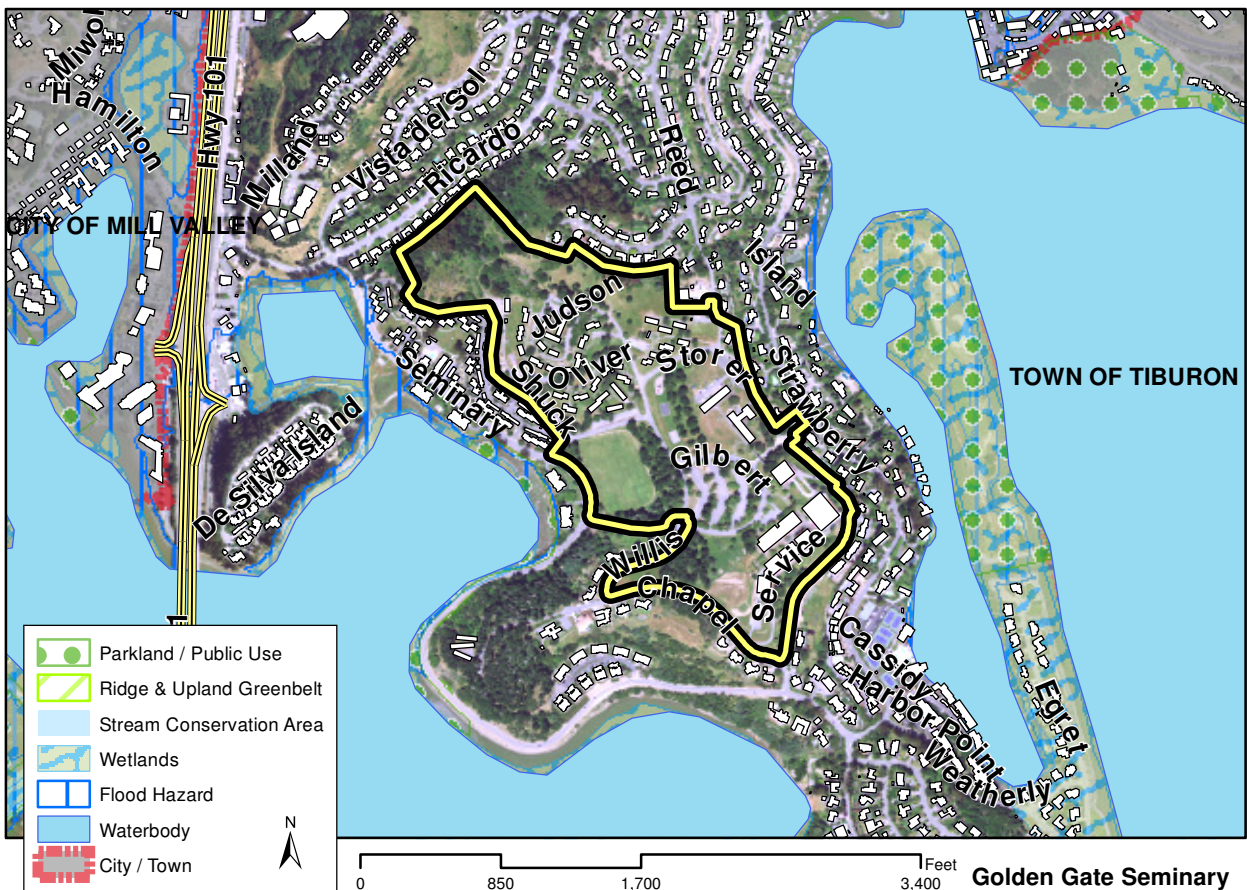 Miwo
Hamilton
Hwy 101
Milland
Vista del Sol
Ricardo
Reed
CITY OF MILL VALLEY
Island
Judson
Storer
Oliver
Shuck
Seminary
Strawberry
TOWN OF TIBURON
De Silva Island
Gilbert
Willis
Service
Chapel
Cassidy
Harbor Point
Weatherly
Egret
1
Parkland / Public Use
Ridge & Upland Greenbelt
Stream Conservation Area
Wetlands
Flood Hazard
Waterbody
City / Town
N
Feet
0 850 1,700 3,400
Golden Gate Seminary